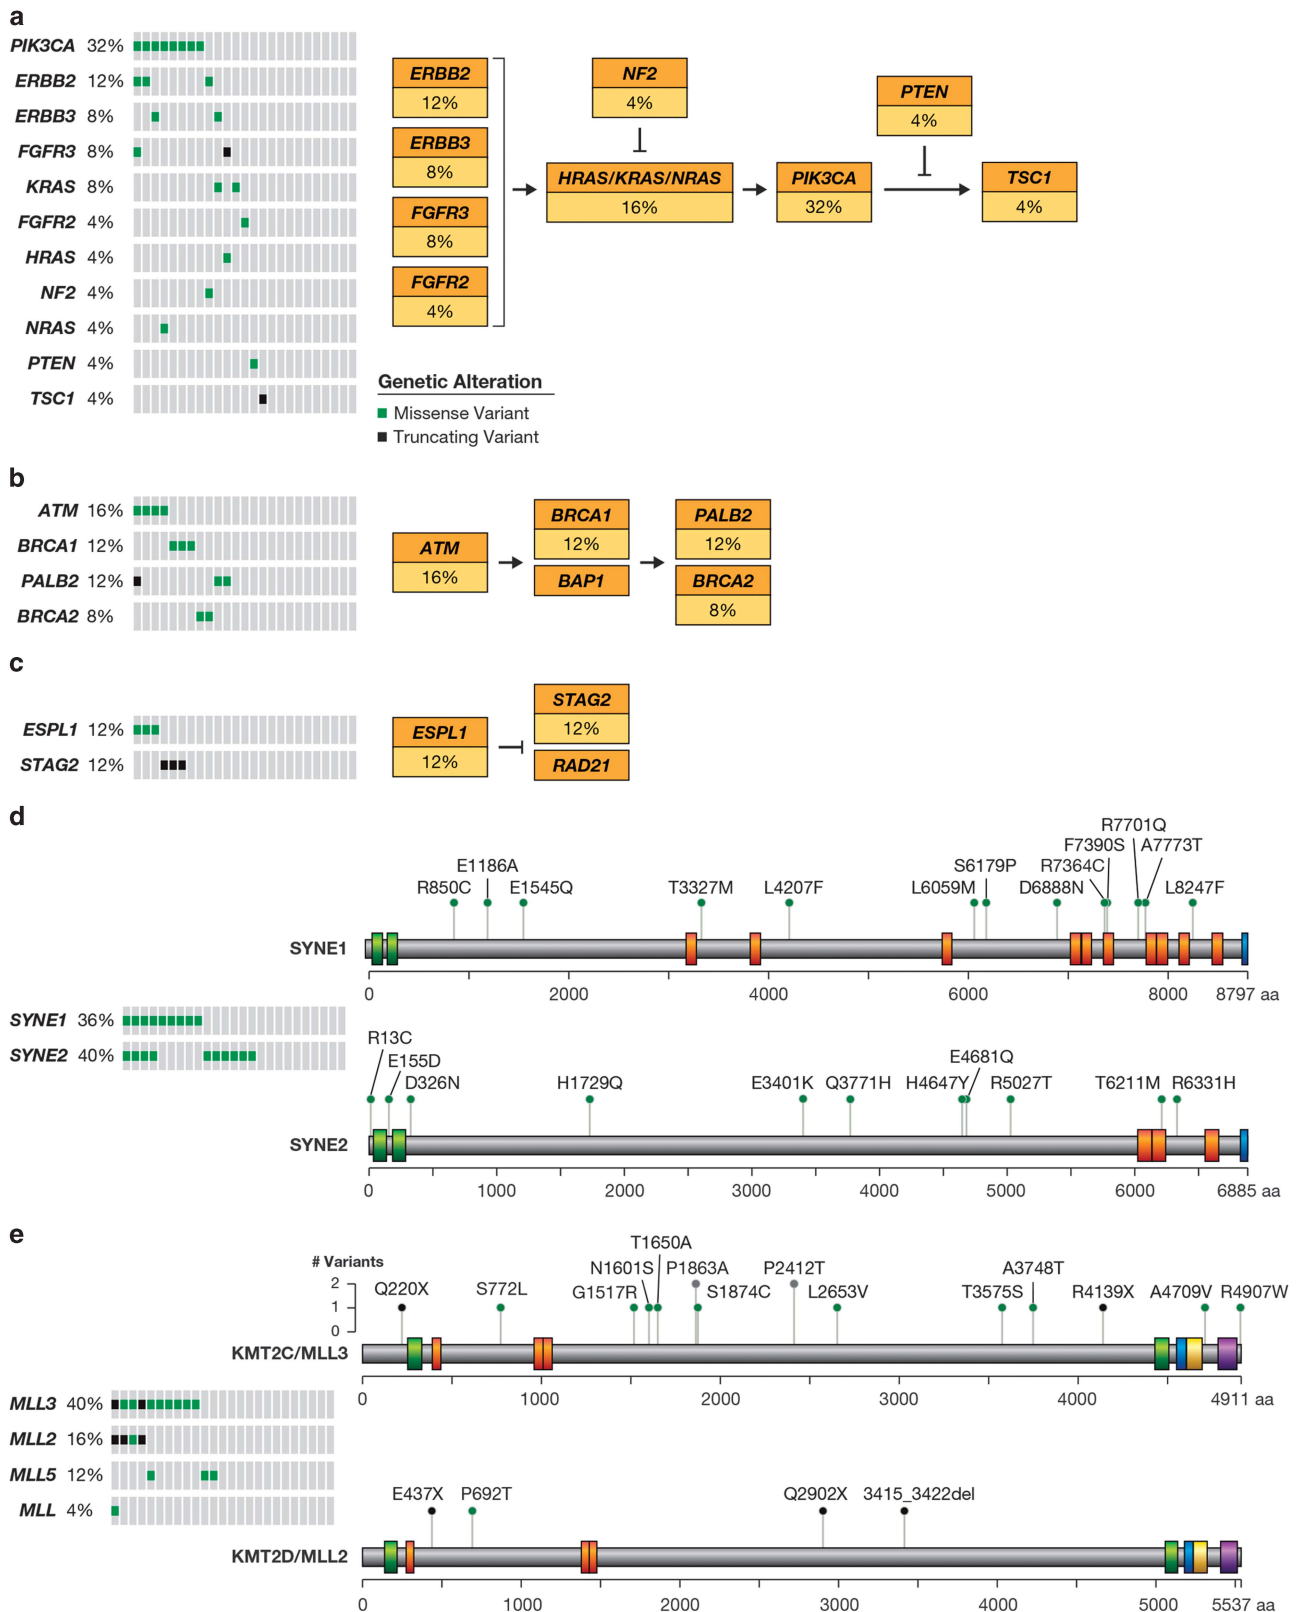 a
PIK3CA 32%
ERBB2 12%
ERBB3 8%
FGFR3 8%
KRAS 8%
FGFR2 4%
HRAS 4%
NF2 4%
NRAS 4%
PTEN 4%
TSC1 4%
ERBB2
12%
ERBB3
8%
FGFR3
8%
FGFR2
4%
NF2
4%
HRAS/KRAS/NRAS
16%
PIK3CA
32%
PTEN
4%
TSC1
4%
Genetic Alteration
Missense Variant
Truncating Variant
b
ATM 16%
BRCA1 12%
PALB2 12%
BRCA2 8%
ATM
16%
BRCA1
12%
BAP1
PALB2
12%
BRCA2
8%
c
ESPL1 12%
STAG2 12%
ESPL1
12%
STAG2
12%
RAD21
d
SYNE1 36%
SYNE2 40%
R7701Q
F7390S A7773T
E1186A S6179P R7364C
R850C E1545Q T3327M L4207F L6059M D6888N L8247F
SYNE1
0 2000 4000 6000 8000 8797 aa
R13C
E155D E4681Q
D326N H1729Q E3401K Q3771H H4647Y R5027T T6211M R6331H
SYNE2
0 1000 2000 3000 4000 5000 6000 6885 aa
e
MLL3 40%
MLL2 16%
MLL5 12%
MLL 4%
# Variants
2
1
0
T1650A
N1601S P1863A P2412T A3748T
Q220X S772L G1517R S1874C L2653V T3575S R4139X A4709V R4907W
KMT2C/MLL3
0 1000 2000 3000 4000 4911 aa
E437X P692T Q2902X 3415_3422del
KMT2D/MLL2
0 1000 2000 3000 4000 5000 5537 aa